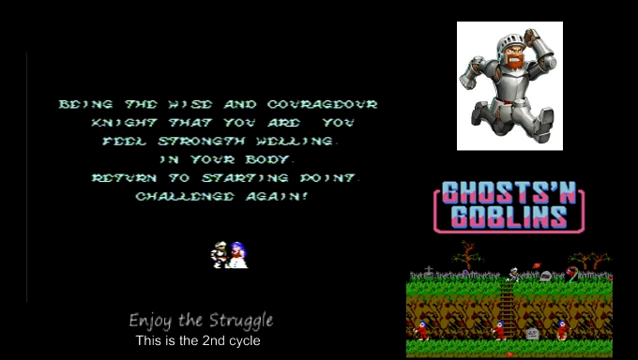 BEING THE WISE AND COURAGEOUR
KNIGHT THAT YOU ARE YOU
FEEL STRONGTH WELLING.
IN YOUR BODY.
RETURN TO STARTING POINT.
CHALLENGE AGAIN!
GHOSTS'N
GOBLINS
Enjoy the Struggle
This is the 2nd cycle